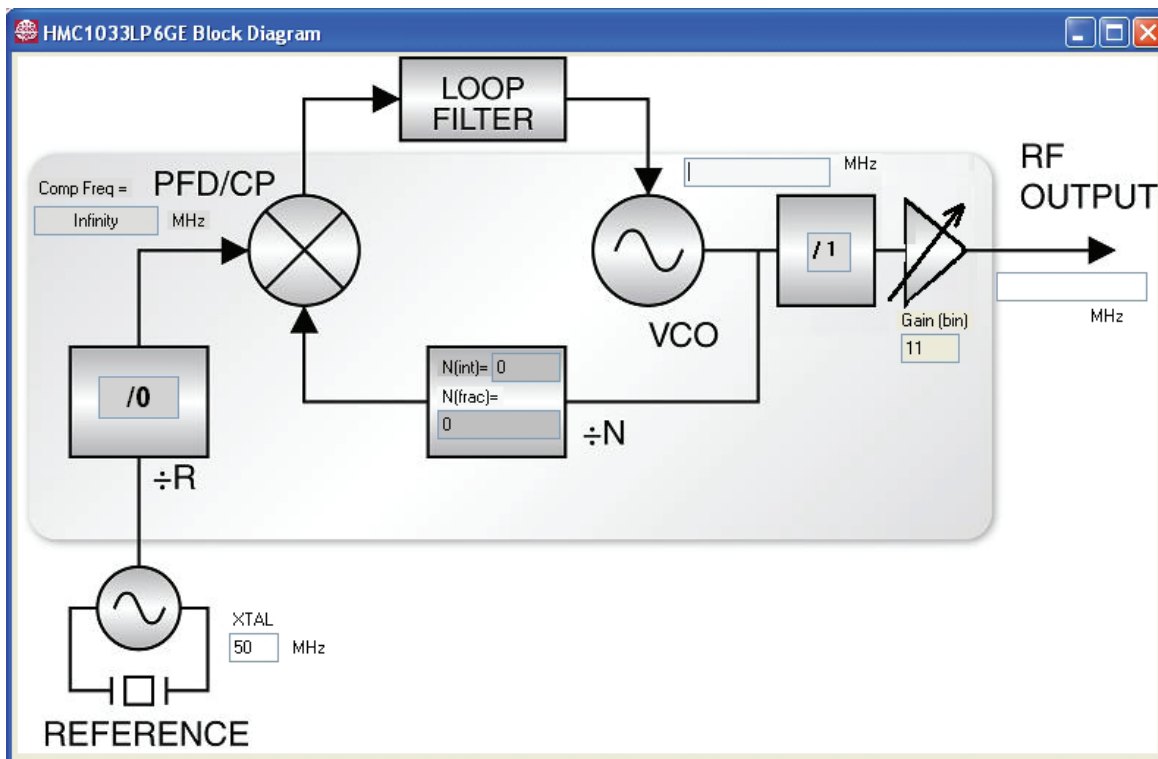 HMC1033LP6GE Block Diagram
LOOP
FILTER
Comp Freq =
PFD/CP
Infinity
MHz
MHz
RF
OUTPUT
/ 1
VCO
Gain (bin)
11
MHz
/0
÷R
N(int)= 0
N(frac)=
0
÷N
XTAL
50
MHz
REFERENCE